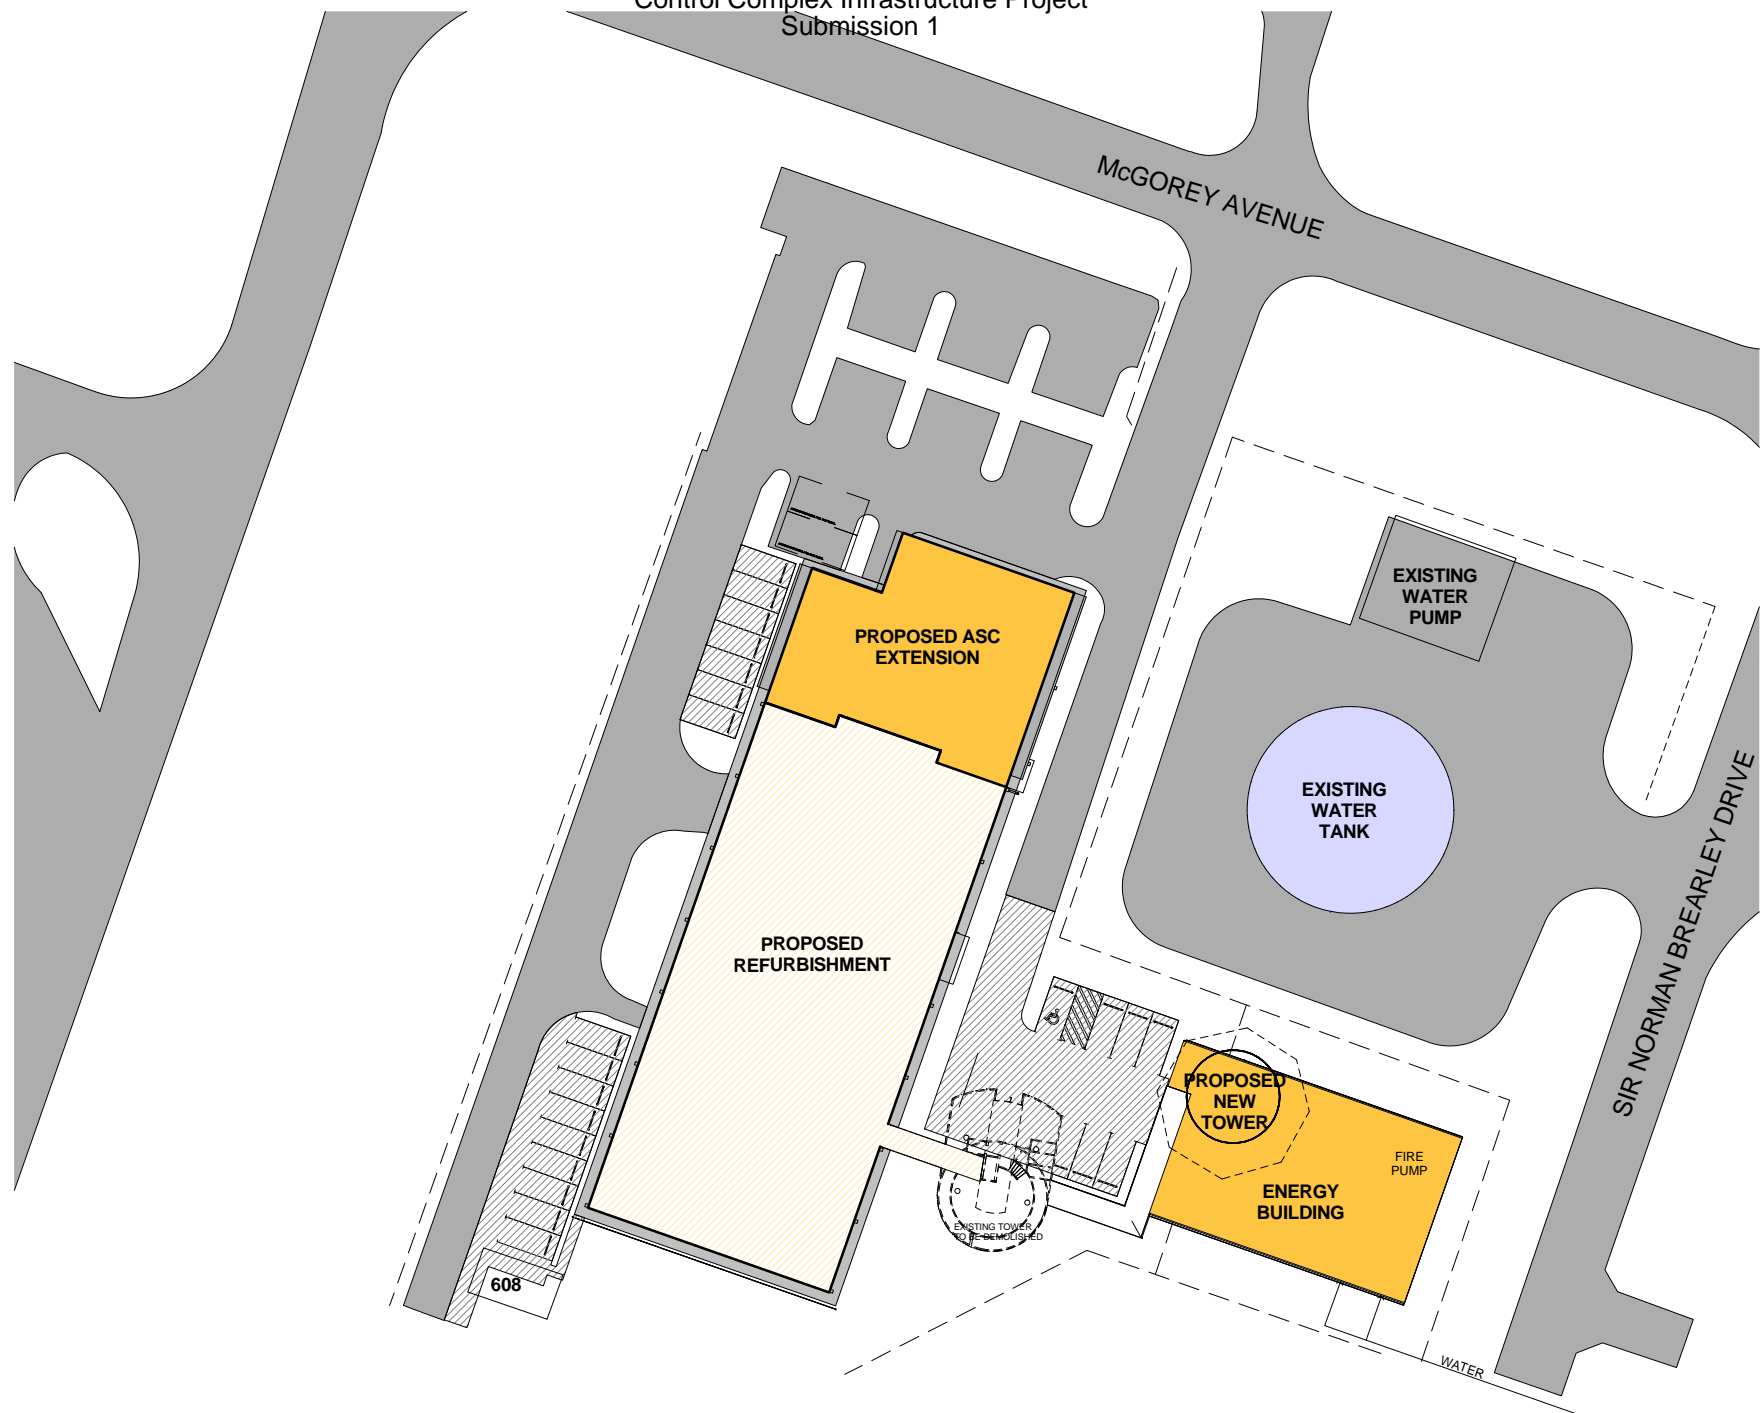 Control Complex Infrastructure Project
Submission 1
McGOREY AVENUE
EXISTING
WATER
PUMP
PROPOSED ASC
EXTENSION
EXISTING
WATER
TANK
SIR NORMAN BREARLEY DRIVE
PROPOSED
REFURBISHMENT
PROPOSED
NEW
TOWER
FIRE
PUMP
ENERGY
BUILDING
EXISTING TOWER
TO BE DEMOLISHED
608
WATER